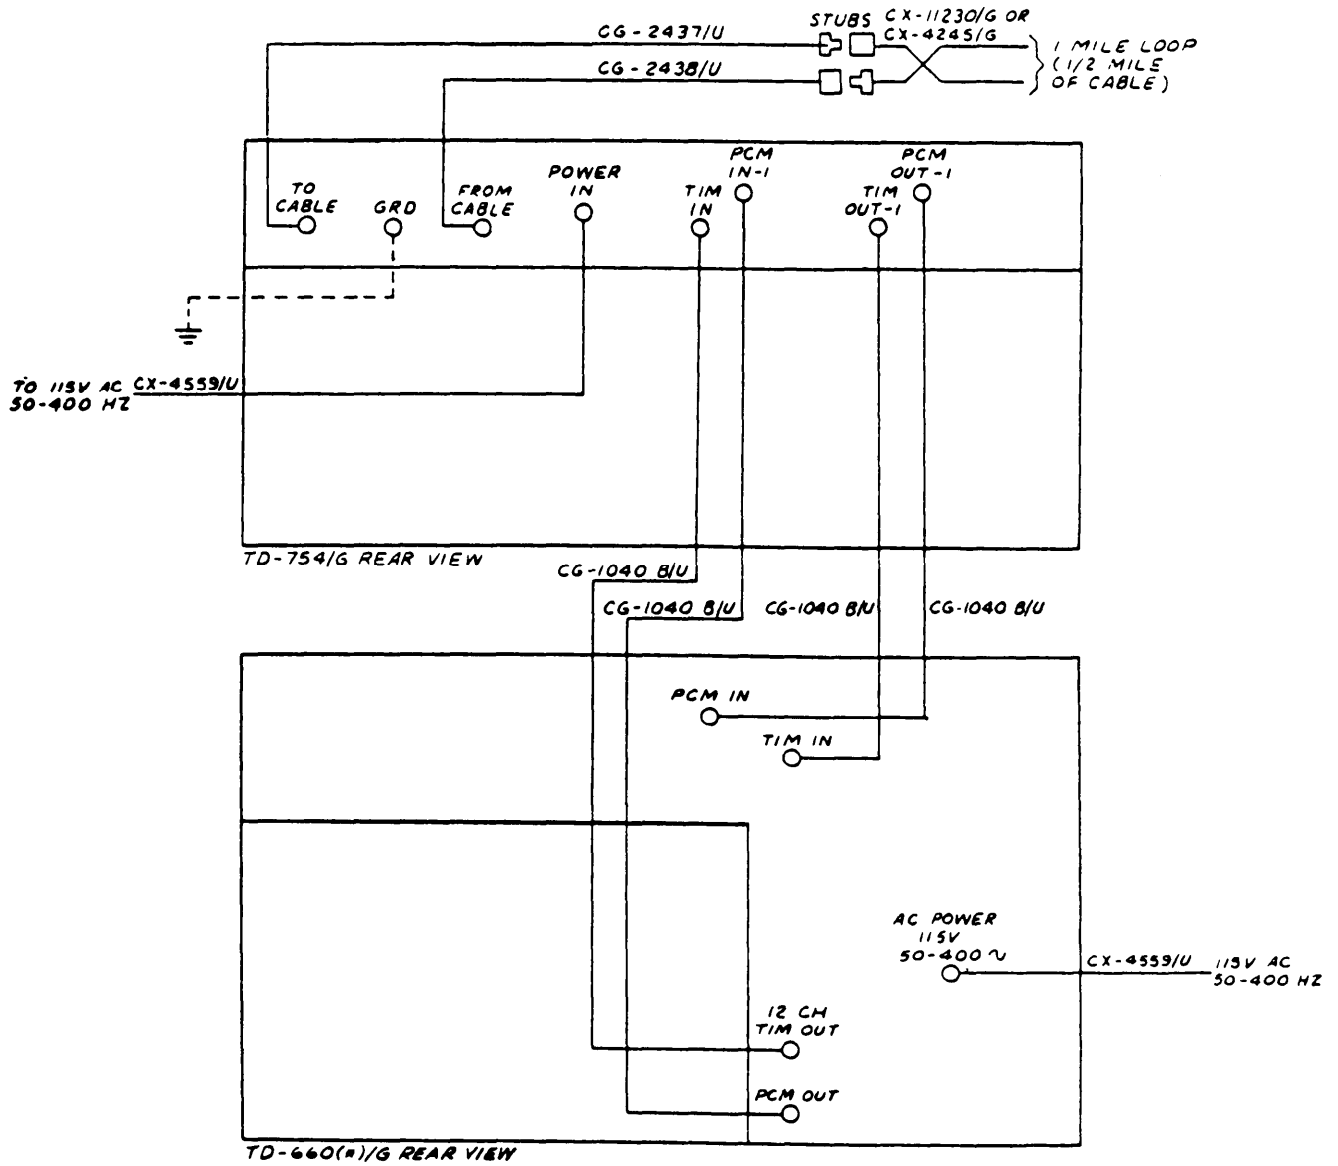 CG-2437/U
STUBS
CX-11230/G OR
CX-4245/G
1 MILE LOOP
(1/2 MILE
OF CABLE)
CG-2438/U
TO
CABLE
GRD
FROM
CABLE
POWER
IN
TIM
IN
PCM
IN-1
TIM
OUT-1
PCM
OUT-1
TO 115V AC
50-400 HZ
CX-4559/U
TD-754/G REAR VIEW
CG-1040 B/U
CG-1040 B/U
CG-1040 B/U
CG-1040 B/U
PCM IN
TIM IN
AC POWER
115V
50-400 ~
CX-4559/U
115V AC
50-400 HZ
12 CH
TIM OUT
PCM OUT
TD-660(*)/G REAR VIEW